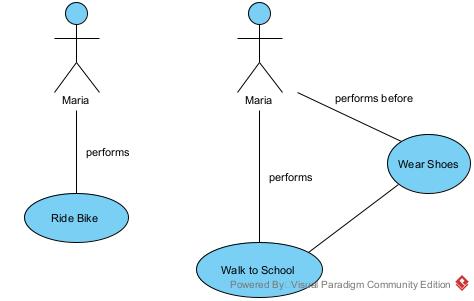 Maria
performs
Ride Bike
Maria
performs before
Wear Shoes
performs
Walk to School
Powered By: Visual Paradigm Community Edition